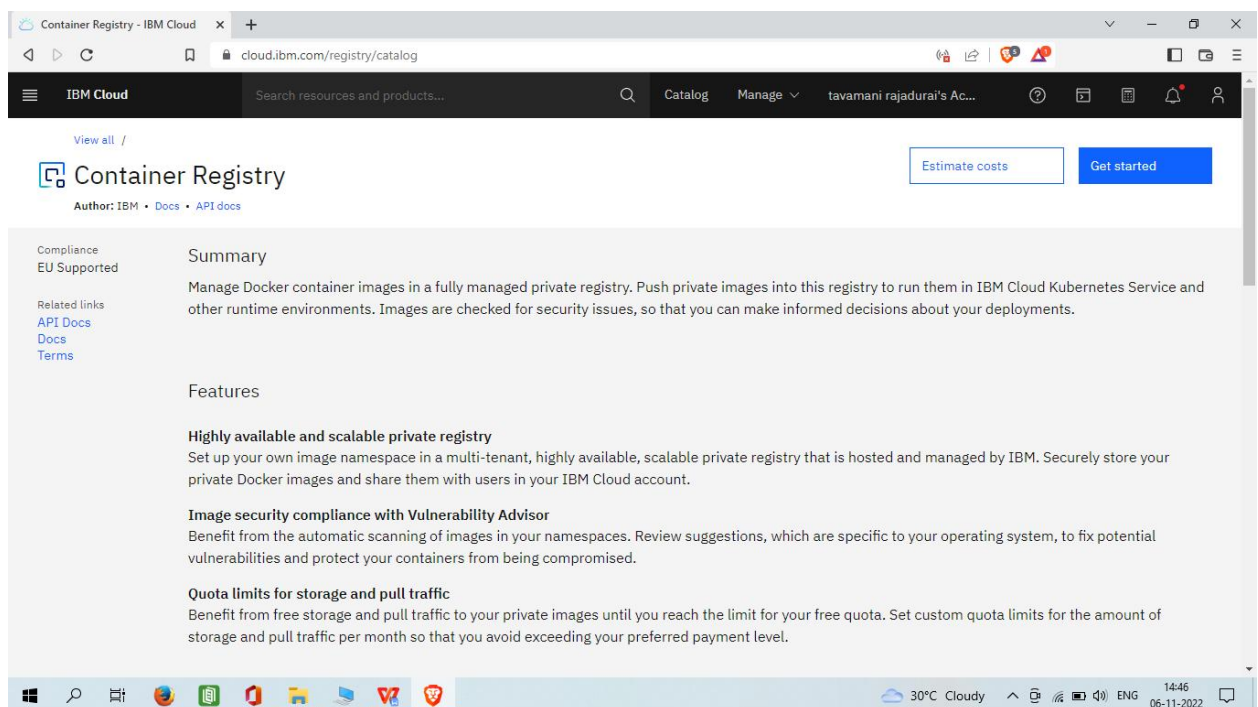 Container Registry - IBM Cloud
cloud.ibm.com/registry/catalog
5
IBM Cloud
Search resources and products...
Catalog
Manage
tavamani rajadurai's Ac...
View all /
Container Registry
Author: IBM • Docs • API docs
Estimate costs
Get started
Compliance
EU Supported
Related links
API Docs
Docs
Terms
Summary
Manage Docker container images in a fully managed private registry. Push private images into this registry to run them in IBM Cloud Kubernetes Service and
other runtime environments. Images are checked for security issues, so that you can make informed decisions about your deployments.
Features
Highly available and scalable private registry
Set up your own image namespace in a multi-tenant, highly available, scalable private registry that is hosted and managed by IBM. Securely store your
private Docker images and share them with users in your IBM Cloud account.
Image security compliance with Vulnerability Advisor
Benefit from the automatic scanning of images in your namespaces. Review suggestions, which are specific to your operating system, to fix potential
vulnerabilities and protect your containers from being compromised.
Quota limits for storage and pull traffic
Benefit from free storage and pull traffic to your private images until you reach the limit for your free quota. Set custom quota limits for the amount of
storage and pull traffic per month so that you avoid exceeding your preferred payment level.
30°C Cloudy
ENG
14:46
06-11-2022